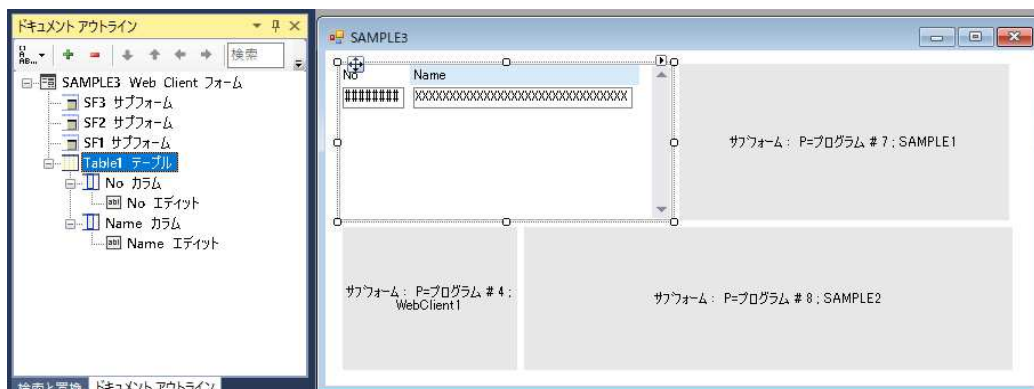 ドキュメント アウトライン
検索
SAMPLE3 Web Client フォーム
SF3 サブフォーム
SF2 サブフォーム
SF1 サブフォーム
Table1 テーブル
No カラム
No エディット
Name カラム
Name エディット
検索と置換 ドキュメント アウトライン
SAMPLE3
No Name
######## XXXXXXXXXXXXXXXXXXXXXXXXXXXXXX
サブフォーム : P=プログラム # 7 ; SAMPLE1
サブフォーム : P=プログラム # 4 ;
WebClient1
サブフォーム : P=プログラム # 8 ; SAMPLE2